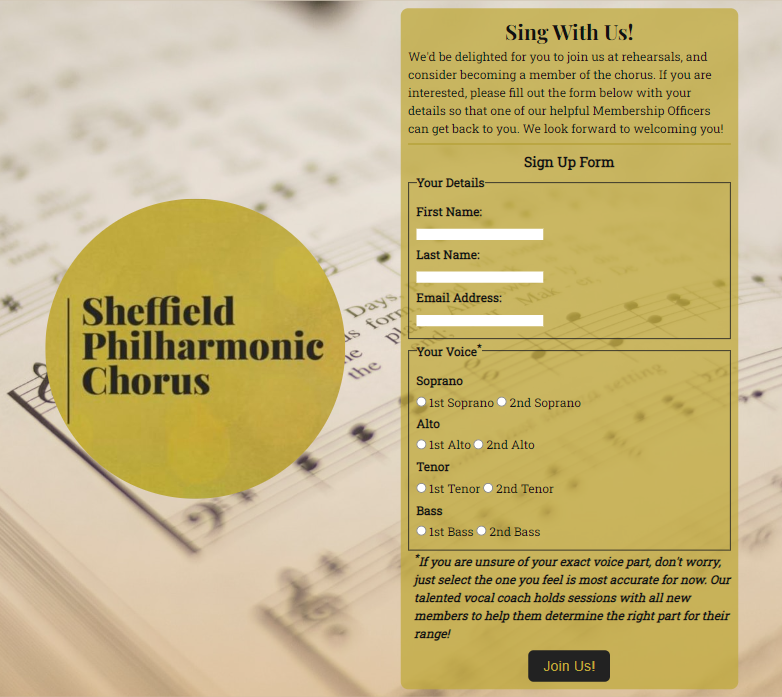 Sheffield
Philharmonic
Chorus
Sing With Us!
We'd be delighted for you to join us at rehearsals, and
consider becoming a member of the chorus. If you are
interested, please fill out the form below with your
details so that one of our helpful Membership Officers
can get back to you. We look forward to welcoming you!
Sign Up Form
Your Details
First Name:
Last Name:
Email Address:
Your Voice*
Soprano
1st Soprano 2nd Soprano
Alto
1st Alto 2nd Alto
Tenor
1st Tenor 2nd Tenor
Bass
1st Bass 2nd Bass
*If you are unsure of your exact voice part, don't worry,
just select the one you feel is most accurate for now. Our
talented vocal coach holds sessions with all new
members to help them determine the right part for their
range!
Join Us!
Days,
form
the
the